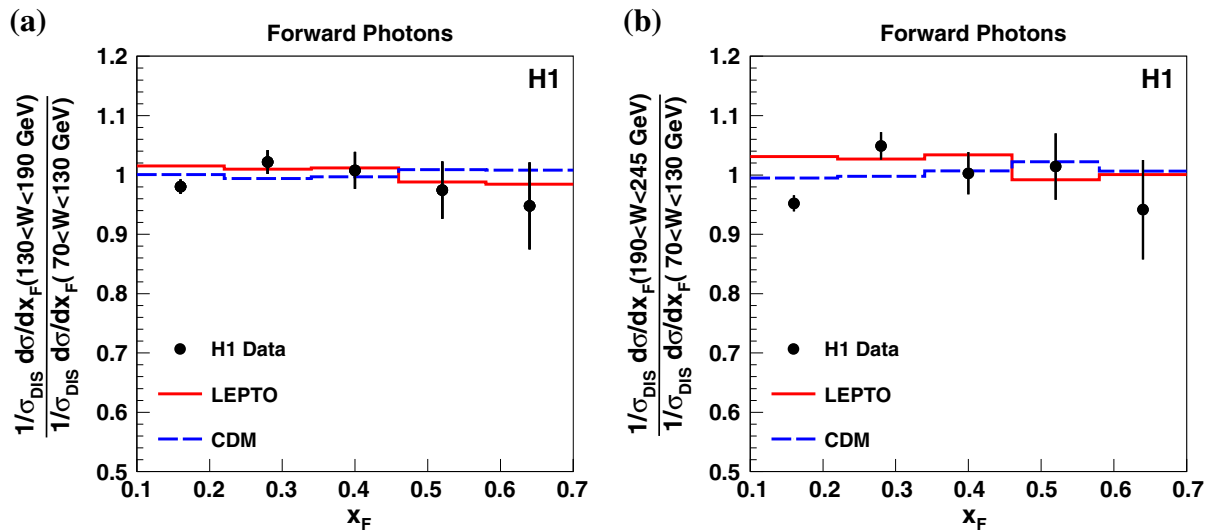 (a)
Forward Photons
H1
1/σDIS dσ/dxF(130<W<190 GeV)
1/σDIS dσ/dxF( 70<W<130 GeV)
1.2
1.1
1
0.9
0.8
0.7
0.6
0.5
H1 Data
LEPTO
CDM
0.1 0.2 0.3 0.4 0.5 0.6 0.7
xF
(b)
Forward Photons
H1
1/σDIS dσ/dxF(190<W<245 GeV)
1/σDIS dσ/dxF( 70<W<130 GeV)
1.2
1.1
1
0.9
0.8
0.7
0.6
0.5
H1 Data
LEPTO
CDM
0.1 0.2 0.3 0.4 0.5 0.6 0.7
xF